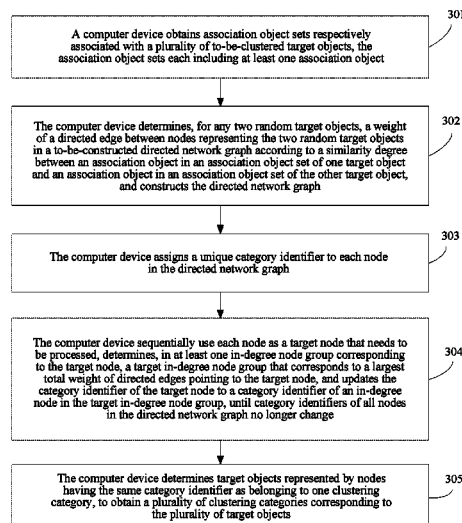 301
A computer device obtains association object sets respectively
associated with a plurality of to-be-clustered target objects, the
association object sets each including at least one association object
302
The computer device determines, for any two random target objects, a weight
of a directed edge between nodes representing the two random target objects
in a to-be-constructed directed network graph according to a similarity degree
between an association object in an association object set of one target object
and an association object in an association object set of the other target object,
and constructs the directed network graph
303
The computer device assigns a unique category identifier to each node
in the directed network graph
304
The computer device sequentially use each node as a target node that needs to
be processed, determines, in at least one in-degree node group corresponding
to the target node, a target in-degree node group that corresponds to a largest
total weight of directed edges pointing to the target node, and updates the
category identifier of the target node to a category identifier of an in-degree
node in the target in-degree node group, until category identifiers of all nodes
in the directed network graph no longer change
305
The computer device determines target objects represented by nodes
having the same category identifier as belonging to one clustering
category, to obtain a plurality of clustering categories corresponding to
the plurality of target objects